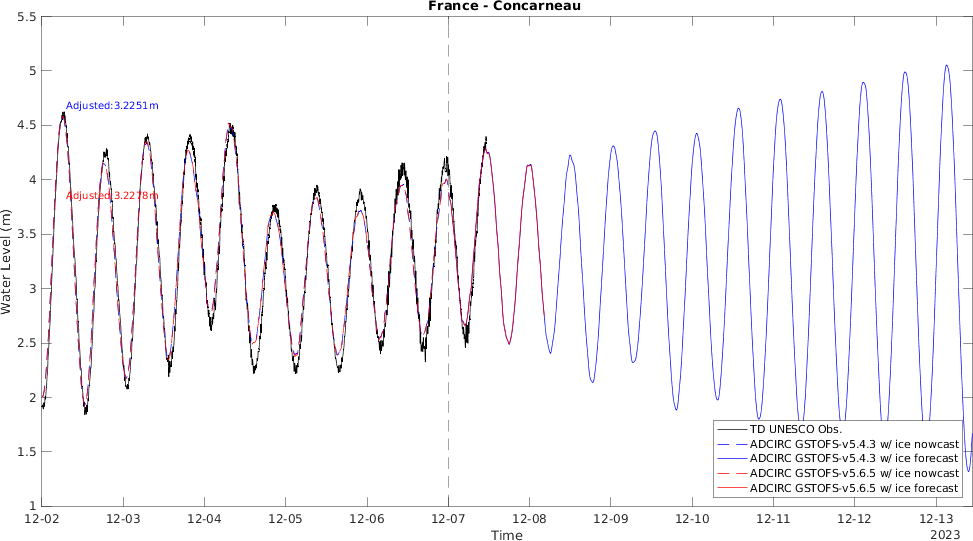 France - Concarneau
5.5
5
4.5
4
3.5
3
2.5
2
1.5
1
Water Level (m)
Adjusted:3.2251m
Adjusted:3.2278m
TD UNESCO Obs.
ADCIRC GSTOFS-v5.4.3 w/ ice nowcast
ADCIRC GSTOFS-v5.4.3 w/ ice forecast
ADCIRC GSTOFS-v5.6.5 w/ ice nowcast
ADCIRC GSTOFS-v5.6.5 w/ ice forecast
12-02 12-03 12-04 12-05 12-06 12-07 12-08 12-09 12-10 12-11 12-12 12-13
Time
2023